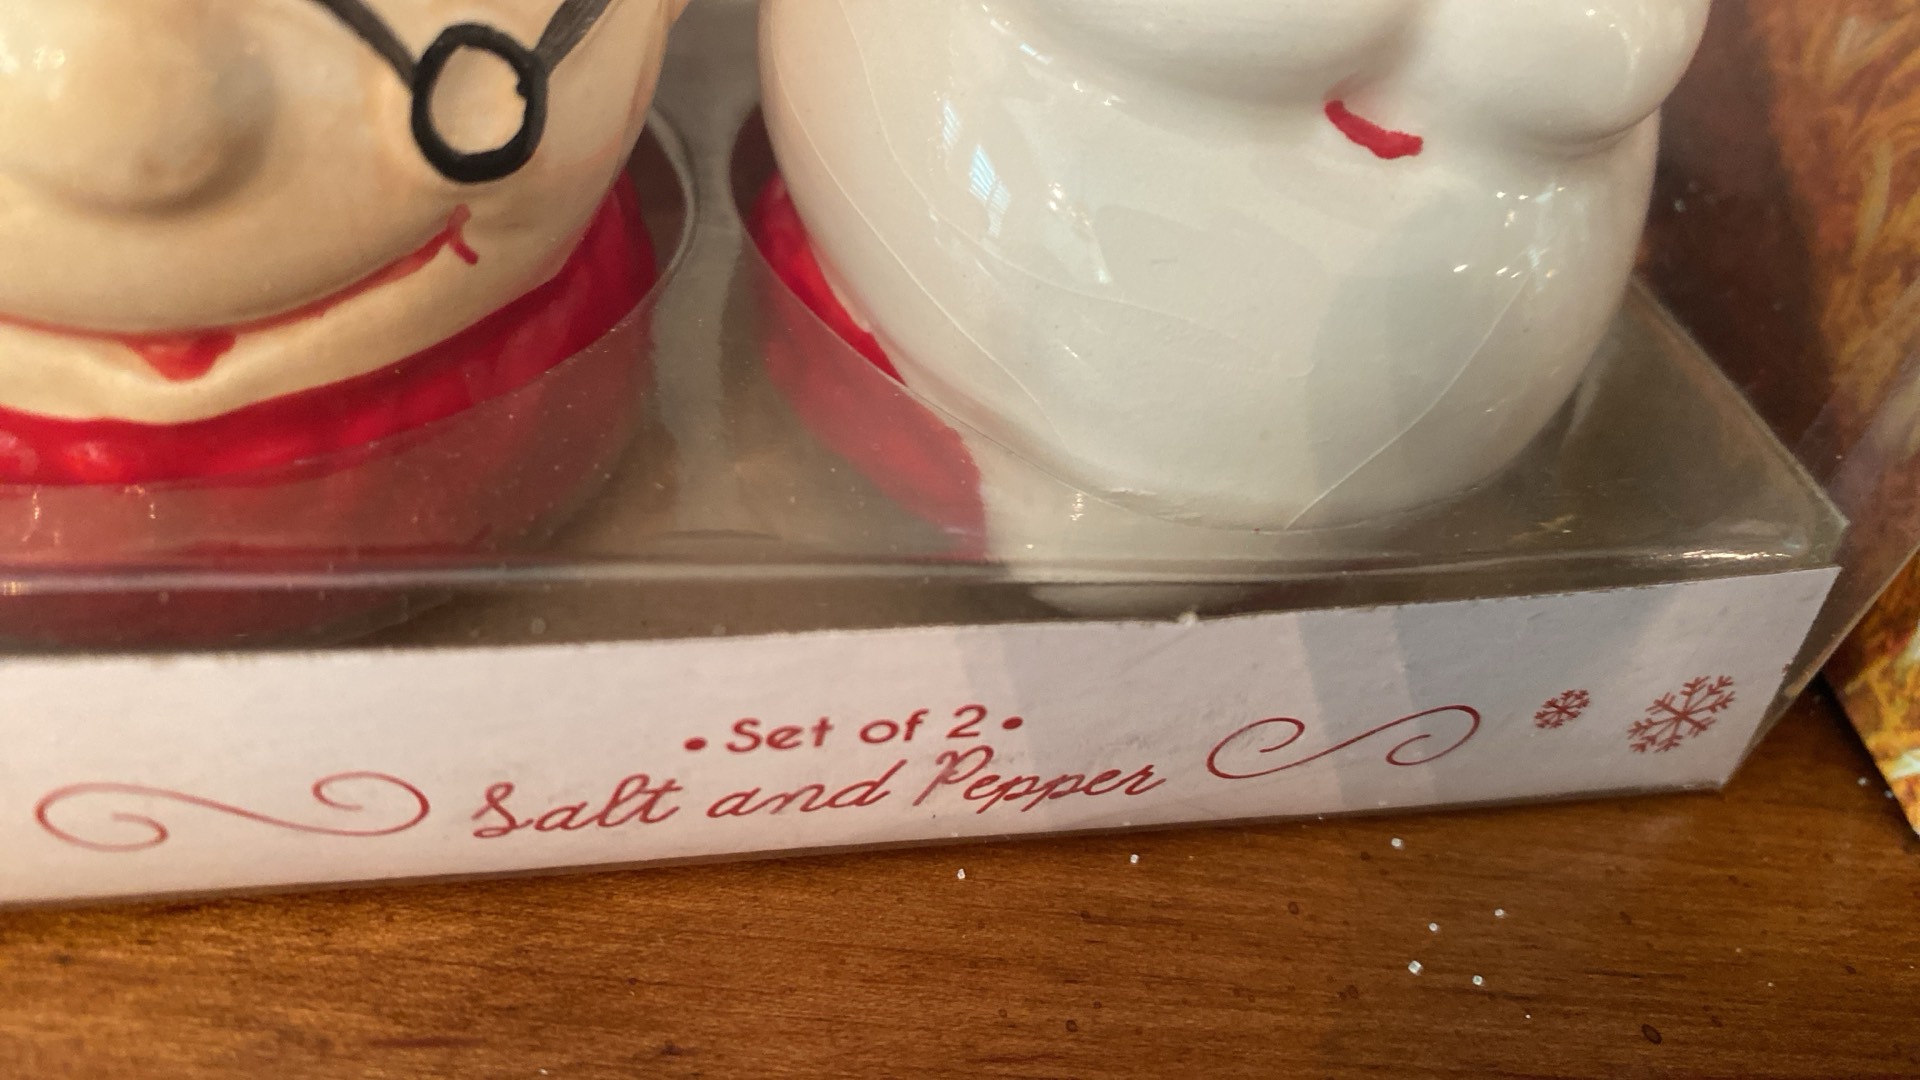 • Set of 2 •
Salt and Pepper